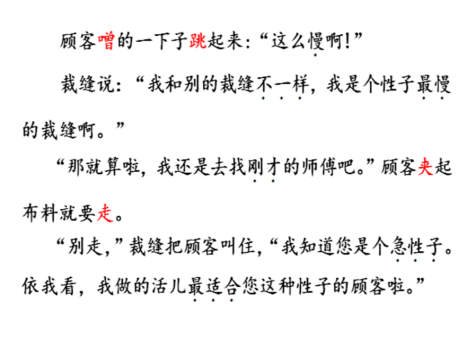 顾客噌的一下子跳起来:“这么慢啊!”
裁缝说:“我和别的裁缝不一样,我是个性子最慢
的裁缝啊。”
“那就算啦,我还是去找刚才的师傅吧。”顾客夹起
布料就要走。
“别走,”裁缝把顾客叫住,“我知道您是个急性子。
依我看,我做的活儿最适合您这种性子的顾客啦。”